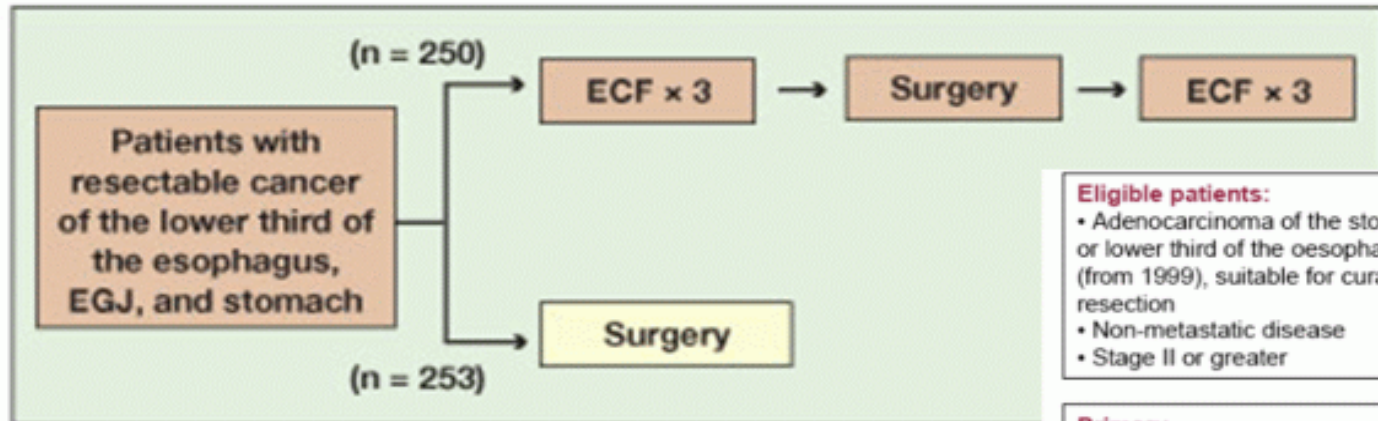 (n = 250)
ECF × 3
Surgery
ECF × 3
Patients with
resectable cancer
of the lower third of
the esophagus,
EGJ, and stomach
Surgery
(n = 253)
Eligible patients:
• Adenocarcinoma of the
or lower third of the
(from 1999), suitable for
resection
• Non-metastatic disease
• Stage II or greater